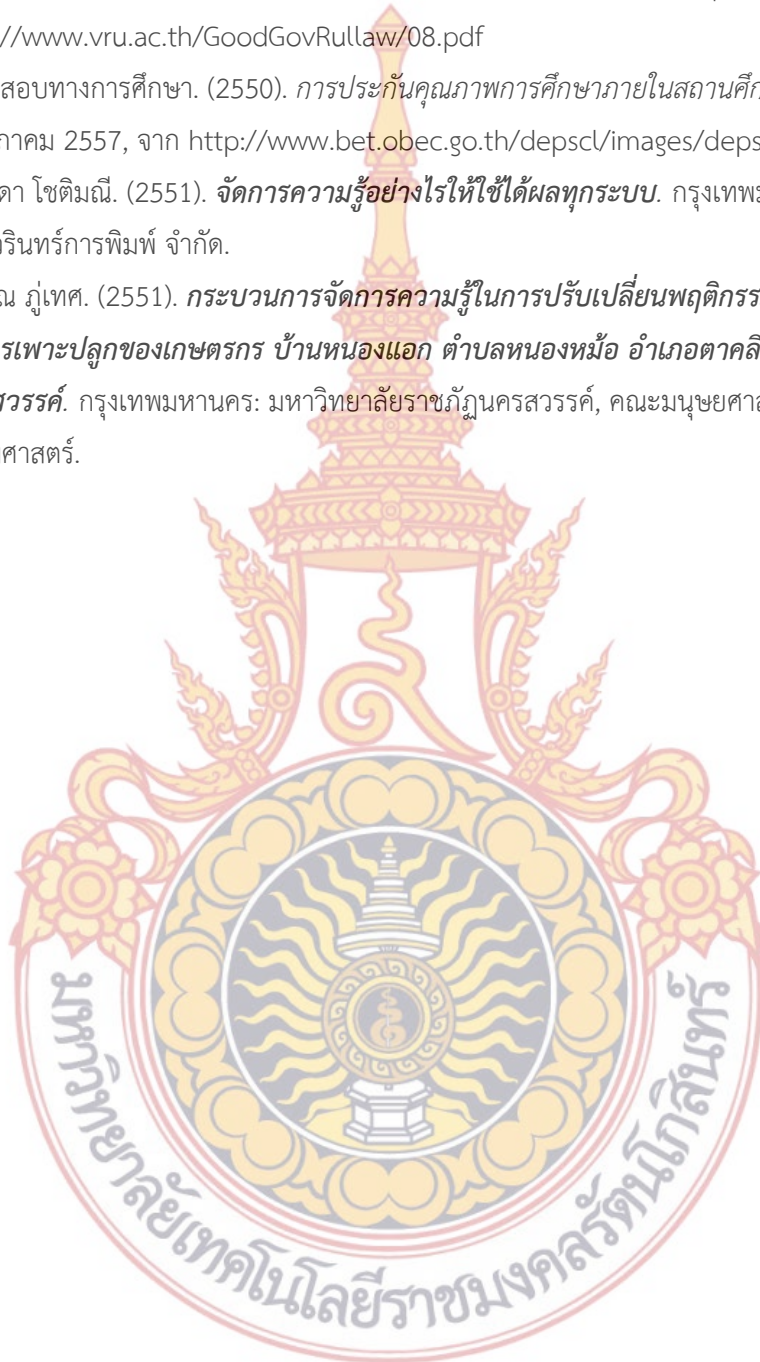 //www.vru.ac.th/GoodGovRullaw/08.pdf
สอบทางการศึกษา. (2550). การประกันคุณภาพการศึกษาภายในสถานศึก
าคม 2557, จาก http://www.bet.obec.go.th/depscl/images/deps
ดา โชติมณี. (2551). จัดการความรู้อย่างไรให้ใช้ได้ผลทุกระบบ. กรุงเทพม
รินทร์การพิมพ์ จำกัด.
ณ ภู่เทศ. (2551). กระบวนการจัดการความรู้ในการปรับเปลี่ยนพฤติกรร
รเพาะปลูกของเกษตรกร บ้านหนองแอก ตำบลหนองหม้อ อำเภอตาคลี
สวรรค์. กรุงเทพมหานคร: มหาวิทยาลัยราชภัฏนครสวรรค์, คณะมนุษยศาส
ศาสตร์.
มหาวิทยาลัยเทคโนโลยีราชมงคลรัตนโกสินทร์